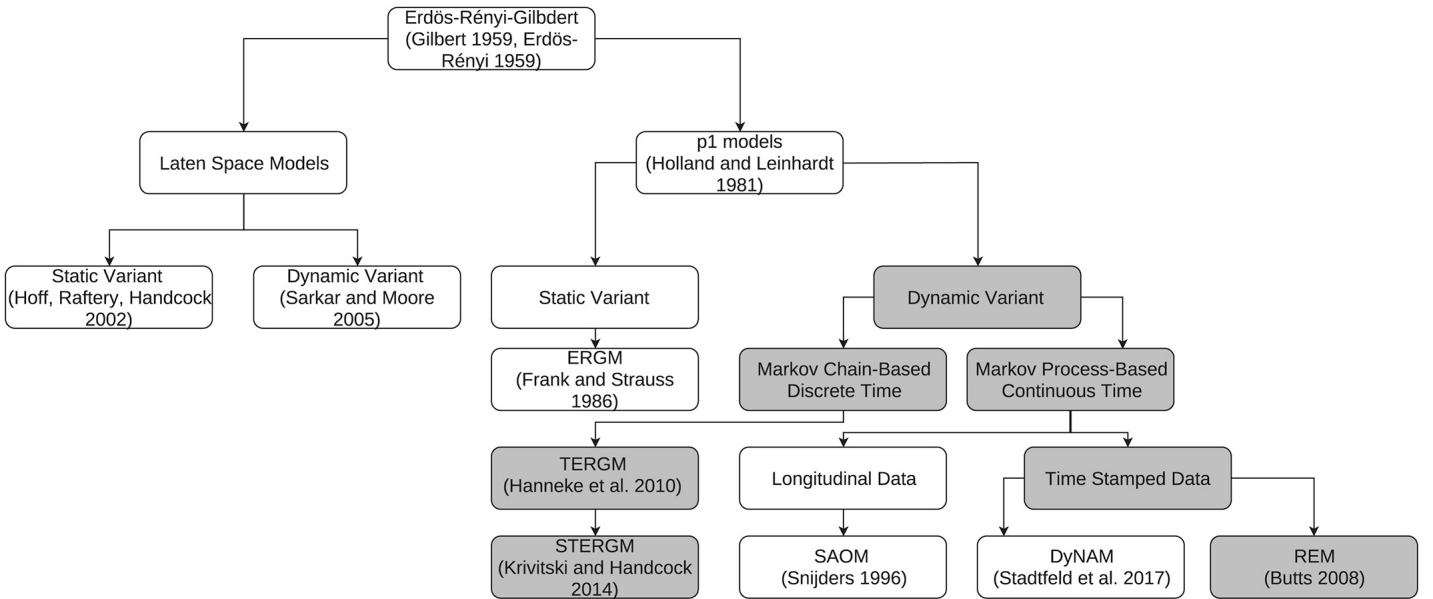 Erdös-Rényi-Gilbdert
(Gilbert 1959, Erdös-
Rényi 1959)
Laten Space Models
p1 models
(Holland and Leinhardt
1981)
Static Variant
(Hoff, Raftery, Handcock
2002)
Dynamic Variant
(Sarkar and Moore
2005)
Static Variant
Dynamic Variant
ERGM
(Frank and Strauss
1986)
Markov Chain-Based
Discrete Time
Markov Process-Based
Continuous Time
TERGM
(Hanneke et al. 2010)
Longitudinal Data
Time Stamped Data
STERGM
(Krivitski and Handcock
2014)
SAOM
(Snijders 1996)
DyNAM
(Stadtfeld et al. 2017)
REM
(Butts 2008)